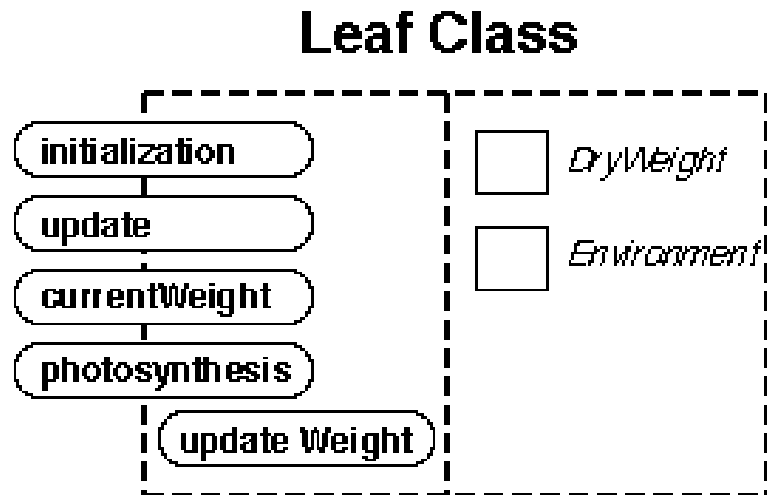 Leaf Class
initialization
update
currentWeight
photosynthesis
update Weight
DryWeight
Environment